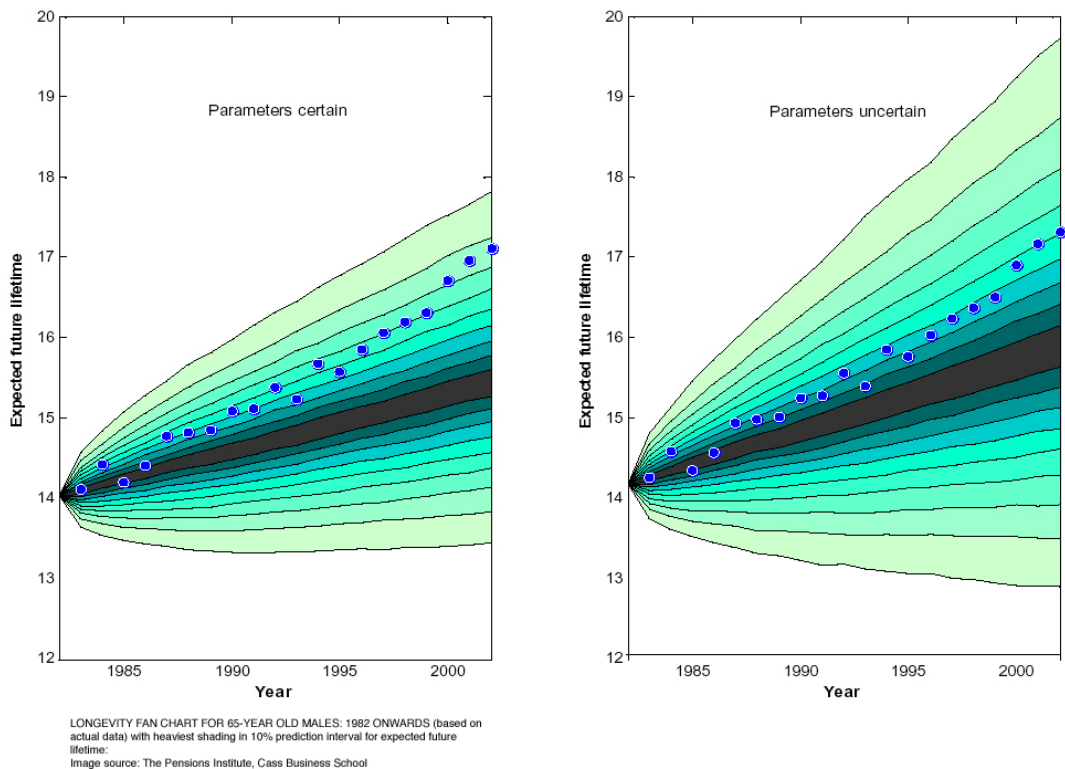 20
19
18
17
16
15
14
13
12
Expected future lifetime
Parameters certain
1985
1990
1995
2000
Year
20
19
18
17
16
15
14
13
12
Expected future lifetime
Parameters uncertain
1985
1990
1995
2000
Year
LONGEVITY FAN CHART FOR 65-YEAR OLD MALES: 1982 ONWARDS (based on
actual data) with heaviest shading in 10% prediction interval for expected future
lifetime:
Image source: The Pensions Institute, Cass Business School